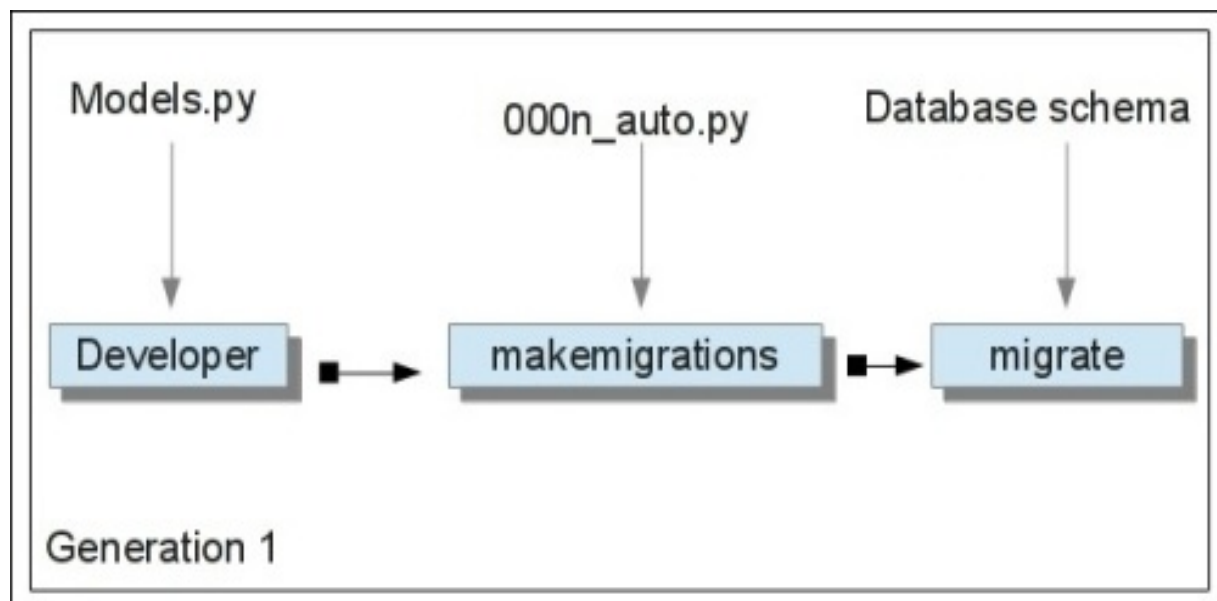 Models.py
000n_auto.py
Database schema
Developer
makemigrations
migrate
Generation 1